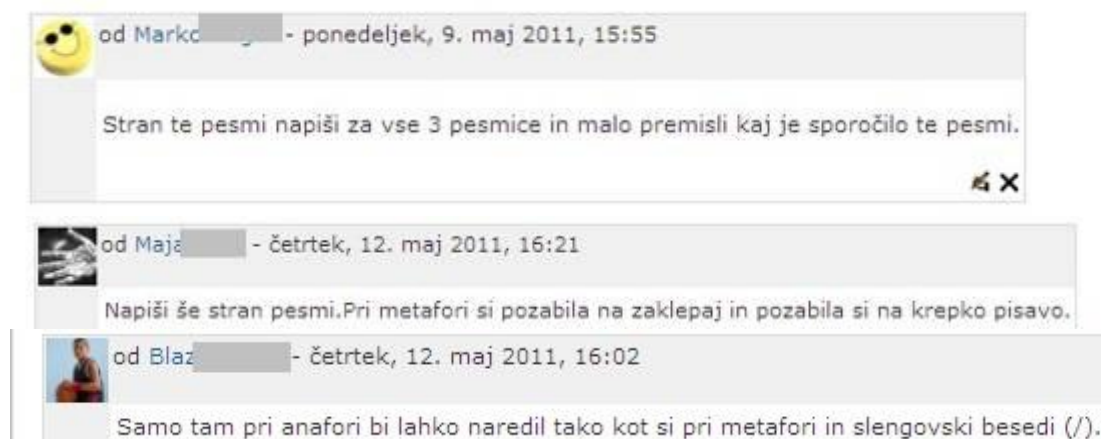 od Marko - ponedeljek, 9. maj 2011, 15:55
Stran te pesmi napiši za vse 3 pesmice in malo premisli kaj je sporočilo te pesmi.
od Maja - četrtek, 12. maj 2011, 16:21
Napiši še stran pesmi.Pri metafori si pozabila na zaklepaj in pozabila si na krepko pisavo.
od Blaz - četrtek, 12. maj 2011, 16:02
Samo tam pri anafori bi lahko naredil tako kot si pri metafori in slengovski besedi (/).